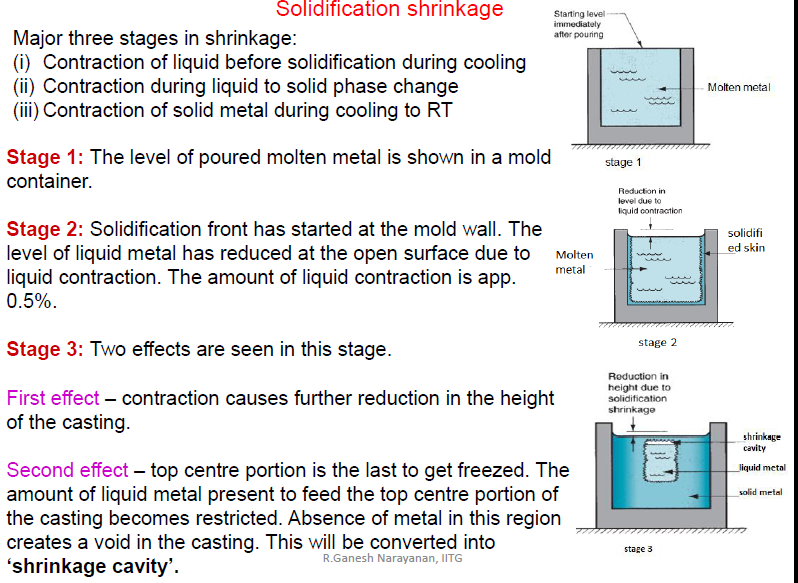 Solidification shrinkage
Major three stages in shrinkage:
(i) Contraction of liquid before solidification during cooling
(ii) Contraction during liquid to solid phase change
(iii) Contraction of solid metal during cooling to RT
Stage 1: The level of poured molten metal is shown in a mold
container.
Stage 2: Solidification front has started at the mold wall. The
level of liquid metal has reduced at the open surface due to
liquid contraction. The amount of liquid contraction is app.
0.5%.
Stage 3: Two effects are seen in this stage.
First effect – contraction causes further reduction in the height
of the casting.
Second effect – top centre portion is the last to get freezed. The
amount of liquid metal present to feed the top centre portion of
the casting becomes restricted. Absence of metal in this region
creates a void in the casting. This will be converted into
‘shrinkage cavity’.
R.Ganesh Narayanan, IITG
Starting level
immediately
after pouring
Molten metal
stage 1
Reduction in
level due to
liquid contraction
solidifi
ed skin
Molten
metal
stage 2
Reduction in
height due to
solidification
shrinkage
shrinkage
cavity
liquid metal
solid metal
stage 3